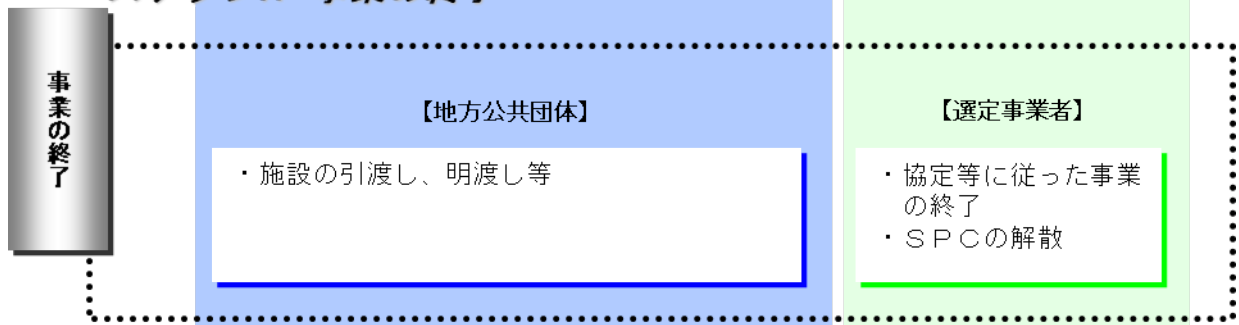 事業の終了
【地方公共団体】
・施設の引渡し、明渡し等
【選定事業者】
・協定等に従った事業
の終了
・ＳＰＣの解散